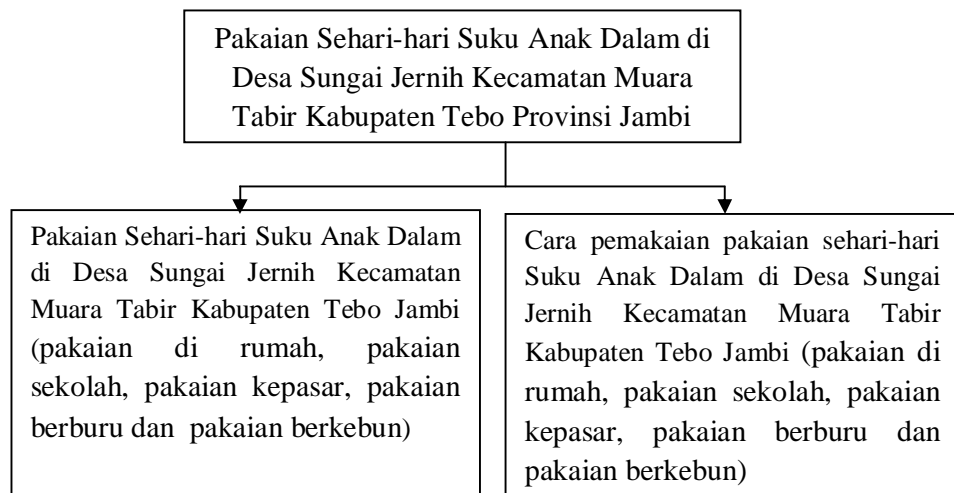 Pakaian Sehari-hari Suku Anak Dalam di
Desa Sungai Jernih Kecamatan Muara
Tabir Kabupaten Tebo Provinsi Jambi
Pakaian Sehari-hari Suku Anak Dalam
di Desa Sungai Jernih Kecamatan
Muara Tabir Kabupaten Tebo Jambi
(pakaian di rumah, pakaian
sekolah, pakaian kepasar, pakaian
berburu dan pakaian berkebun)
Cara pemakaian pakaian sehari-hari
Suku Anak Dalam di Desa Sungai
Jernih Kecamatan Muara Tabir
Kabupaten Tebo Jambi (pakaian di
rumah, pakaian sekolah, pakaian
kepasar, pakaian berburu dan
pakaian berkebun)